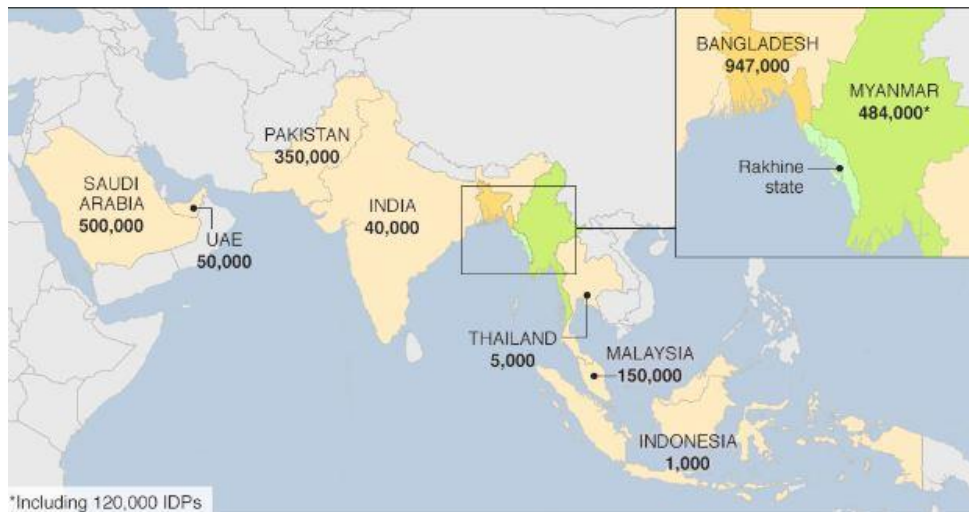 BANGLADESH
947,000
MYANMAR
484,000*
Rakhine
state
PAKISTAN
350,000
SAUDI
ARABIA
500,000
UAE
50,000
INDIA
40,000
THAILAND
5,000
MALAYSIA
150,000
INDONESIA
1,000
*Including 120,000 IDPs